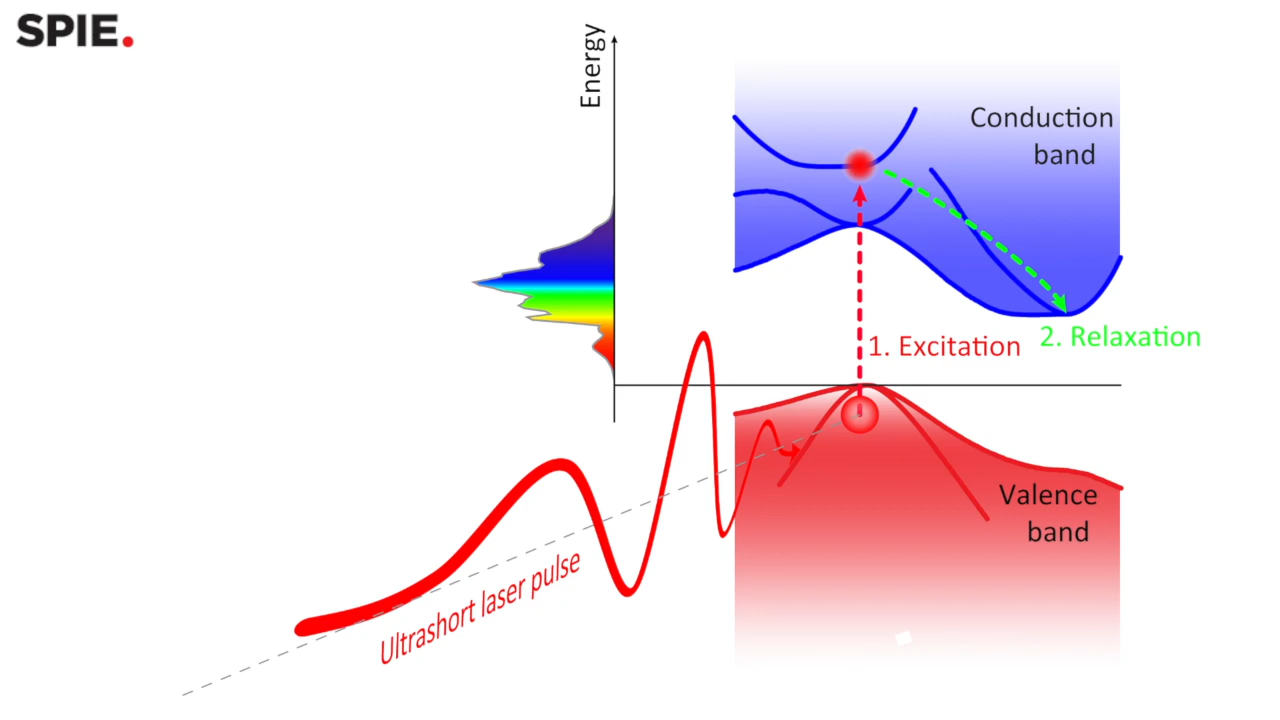 SPIE.
Energy
Conduction
band
1. Excitation
2. Relaxation
Valence
band
Ultrashort laser pulse